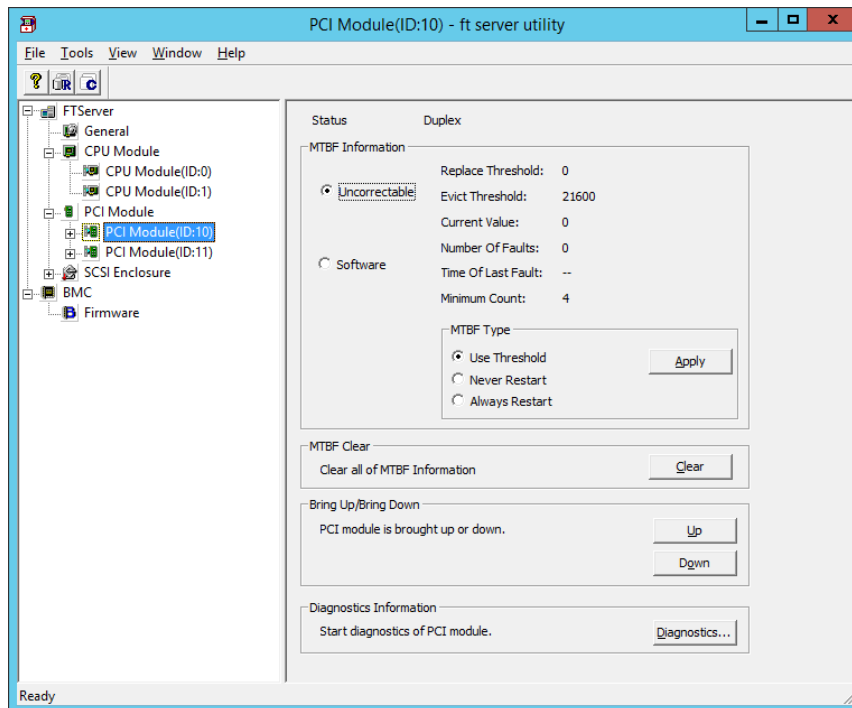 PCI Module(ID:10) - ft server utility
File Tools View Window Help
? R C
FTServer
General
CPU Module
CPU Module(ID:0)
CPU Module(ID:1)
PCI Module
PCI Module(ID:10)
PCI Module(ID:11)
SCSI Enclosure
BMC
B Firmware
Status Duplex
MTBF Information
Uncorrectable
Software
Replace Threshold: 0
Evict Threshold: 21600
Current Value: 0
Number Of Faults: 0
Time Of Last Fault: --
Minimum Count: 4
MTBF Type
Use Threshold
Never Restart
Always Restart
Apply
MTBF Clear
Clear all of MTBF Information
Clear
Bring Up/Bring Down
PCI module is brought up or down.
Up
Down
Diagnostics Information
Start diagnostics of PCI module.
Diagnostics...
Ready